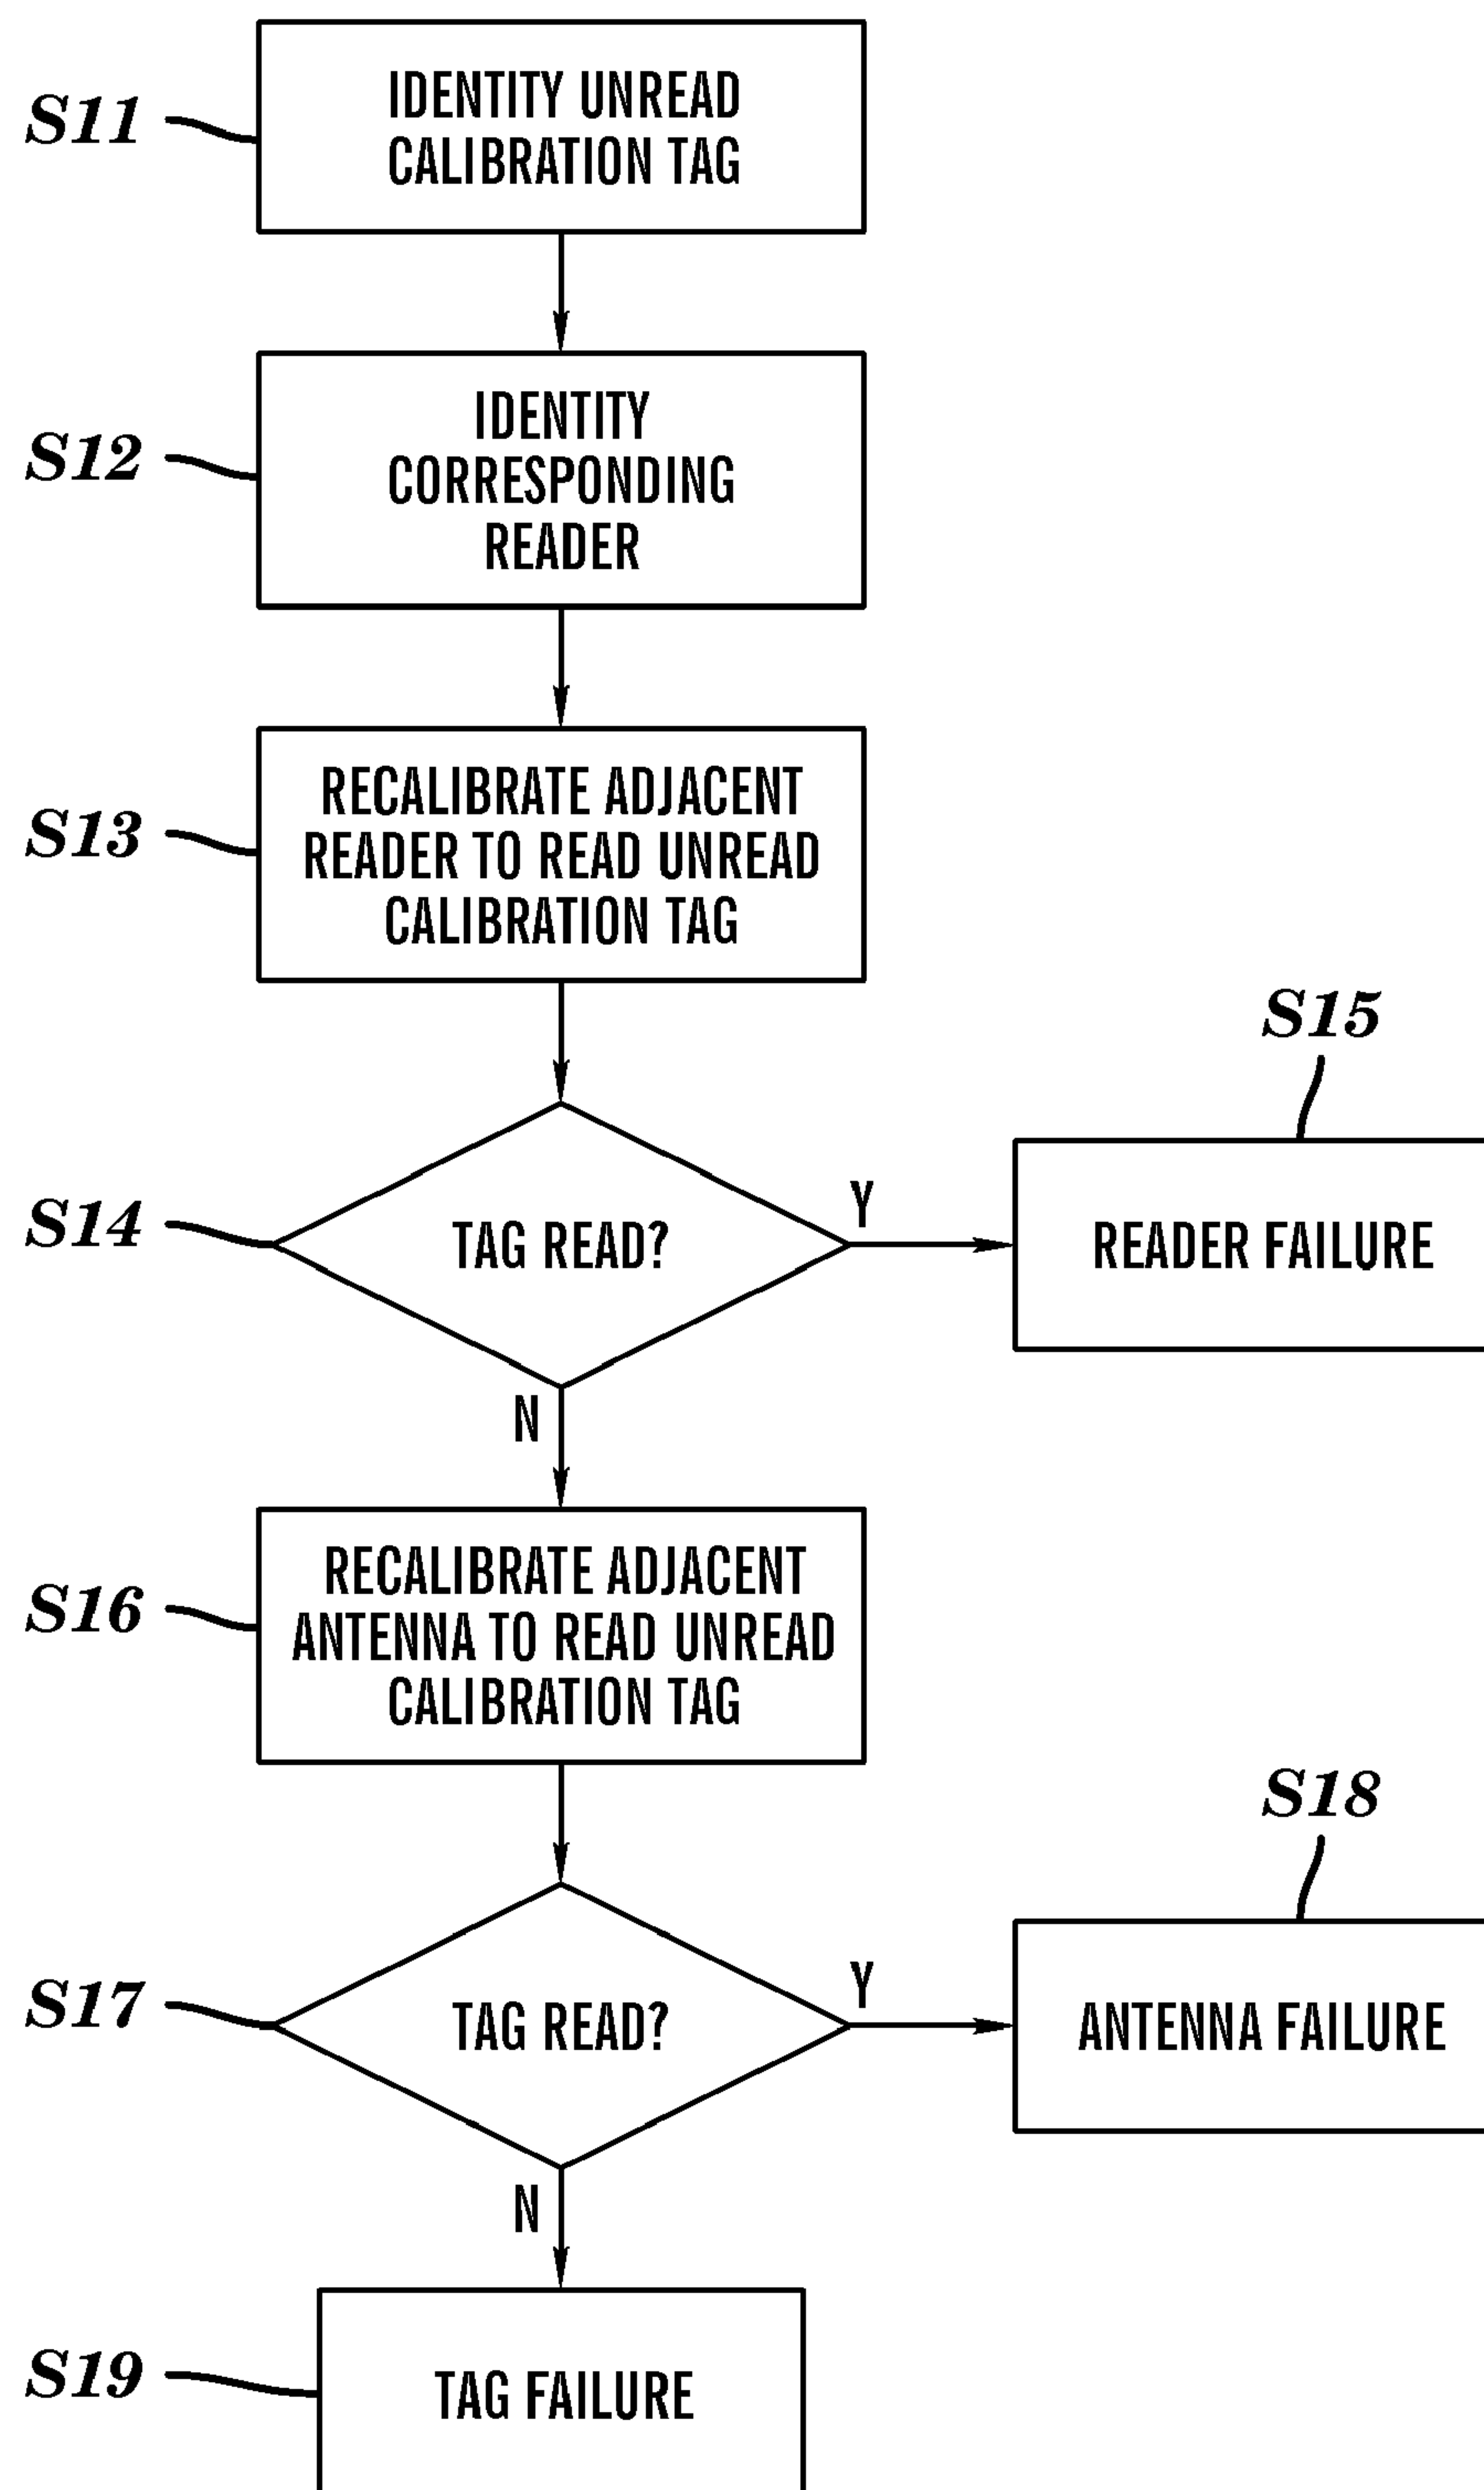 S11
IDENTITY UNREAD
CALIBRATION TAG
S12
IDENTITY
CORRESPONDING
READER
S13
RECALIBRATE ADJACENT
READER TO READ UNREAD
CALIBRATION TAG
S14
TAG READ?
Y
S15
READER FAILURE
N
S16
RECALIBRATE ADJACENT
ANTENNA TO READ UNREAD
CALIBRATION TAG
S17
TAG READ?
Y
S18
ANTENNA FAILURE
N
S19
TAG FAILURE